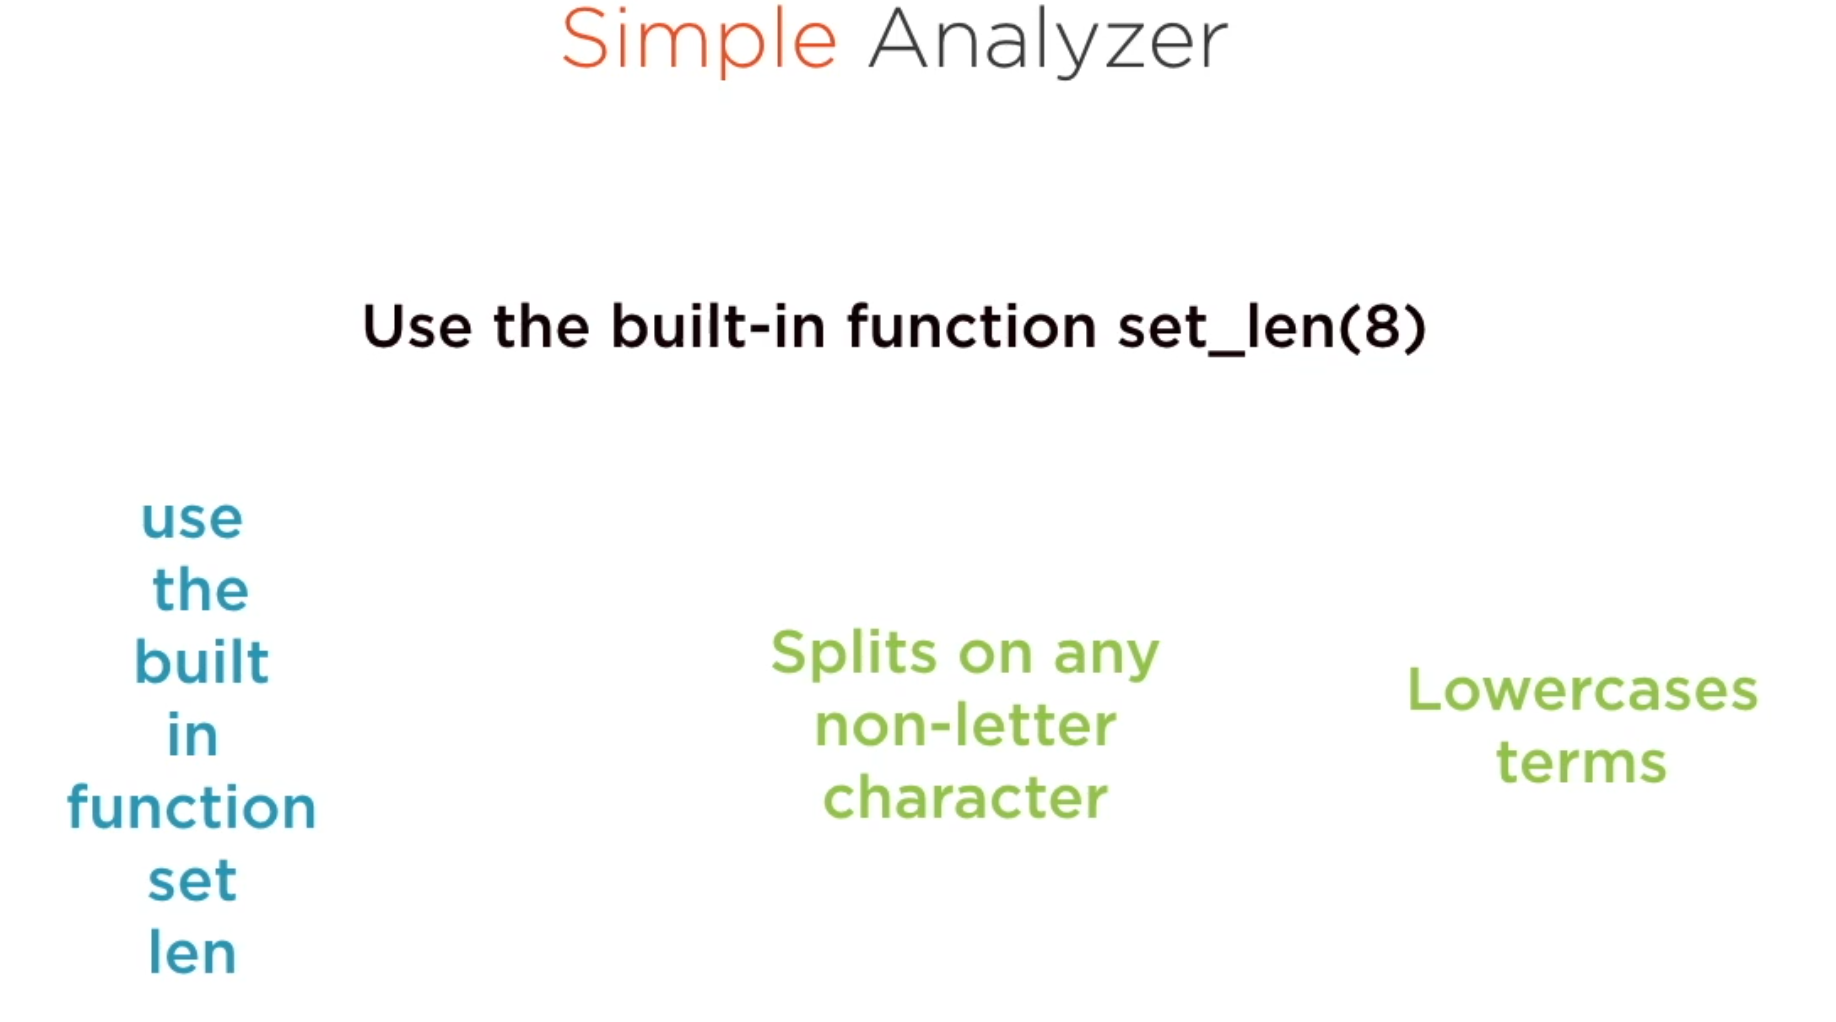 Simple Analyzer
Use the built-in function set_len(8)
use
the
built
in
function
set
len
Splits on any
non-letter
character
Lowercases
terms